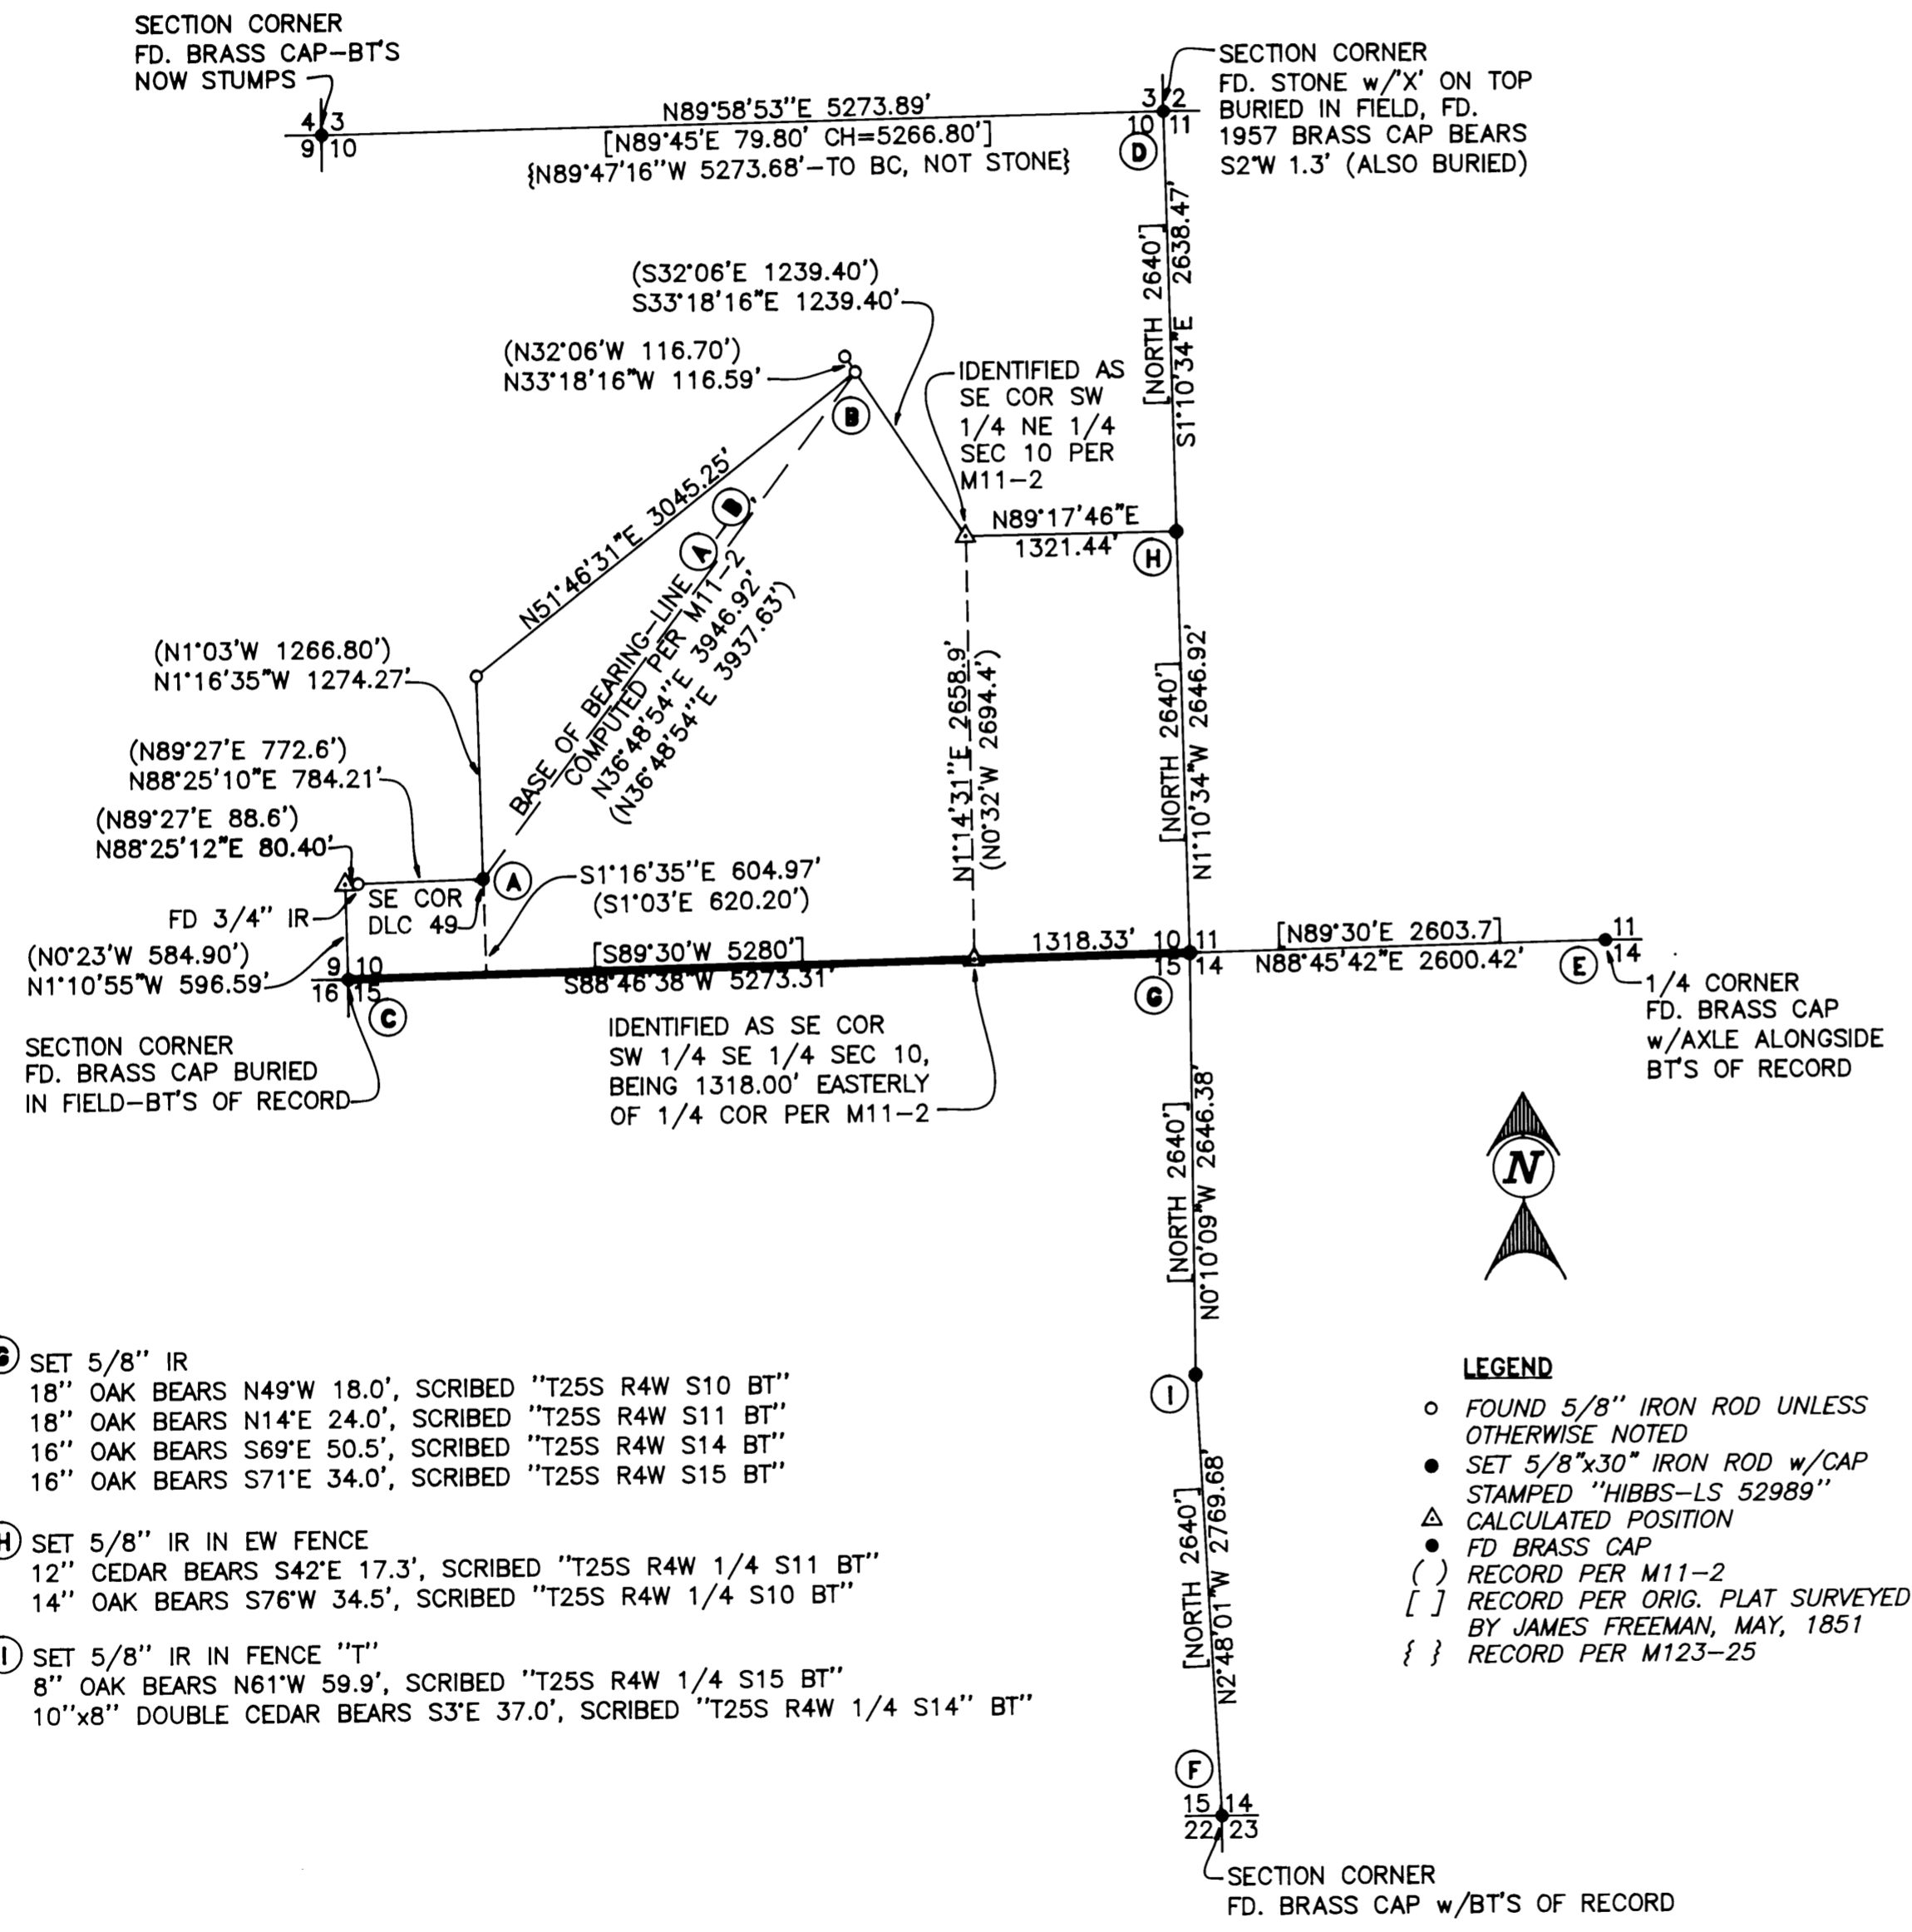 SECTION CORNER
FD. BRASS CAP-BT'S
NOW STUMPS
4 3
9 10
N89°58'53"E 5273.89'
[N89°45'E 79.80' CH=5266.80']
{N89°47'16"W 5273.68'-TO BC, NOT STONE}
3 2
10 11
D
SECTION CORNER
FD. STONE w/'X' ON TOP
BURIED IN FIELD, FD.
1957 BRASS CAP BEARS
S2°W 1.3' (ALSO BURIED)
[NORTH 2640']
S1°10'34"E 2638.47'
(S32°06'E 1239.40')
S33°18'16"E 1239.40'
(N32°06'W 116.70')
N33°18'16"W 116.59'
B
IDENTIFIED AS
SE COR SW
1/4 NE 1/4
SEC 10 PER
M11-2
N89°17'46"E
1321.44'
H
N51°46'31"E 3045.25'
BASE OF BEARING-LINE A B
COMPUTED PER M11-2
N36°48'54"E 3946.92'
(N36°48'54"E 3937.63')
(N1°03'W 1266.80')
N1°16'35"W 1274.27'
(N89°27'E 772.6')
N88°25'10"E 784.21'
(N89°27'E 88.6')
N88°25'12"E 80.40'
N1°14'31"E 2658.9'
(N0°32'W 2694.4')
[NORTH 2640']
N1°10'34"W 2646.92'
SE COR
DLC 49
A
FD 3/4" IR
S1°16'35"E 604.97'
(S1°03'E 620.20')
(N0°23'W 584.90')
N1°10'55"W 596.59'
9 10
16 15
C
[S89°30'W 5280']
S88°46'38"W 5273.31'
1318.33'
10 11
15 14
G
[N89°30'E 2603.7]
N88°45'42"E 2600.42'
E
11
14
1/4 CORNER
FD. BRASS CAP
w/AXLE ALONGSIDE
BT'S OF RECORD
SECTION CORNER
FD. BRASS CAP BURIED
IN FIELD-BT'S OF RECORD
IDENTIFIED AS SE COR
SW 1/4 SE 1/4 SEC 10,
BEING 1318.00' EASTERLY
OF 1/4 COR PER M11-2
[NORTH 2640']
N0°10'09"W 2646.38'
N
I
[NORTH 2640']
N2°48'01"W 2769.68'
F
15 14
22 23
SECTION CORNER
FD. BRASS CAP w/BT'S OF RECORD
G SET 5/8" IR
18" OAK BEARS N49°W 18.0', SCRIBED "T25S R4W S10 BT"
18" OAK BEARS N14°E 24.0', SCRIBED "T25S R4W S11 BT"
16" OAK BEARS S69°E 50.5', SCRIBED "T25S R4W S14 BT"
16" OAK BEARS S71°E 34.0', SCRIBED "T25S R4W S15 BT"
H SET 5/8" IR IN EW FENCE
12" CEDAR BEARS S42°E 17.3', SCRIBED "T25S R4W 1/4 S11 BT"
14" OAK BEARS S76°W 34.5', SCRIBED "T25S R4W 1/4 S10 BT"
I SET 5/8" IR IN FENCE "T"
8" OAK BEARS N61°W 59.9', SCRIBED "T25S R4W 1/4 S15 BT"
10"x8" DOUBLE CEDAR BEARS S3°E 37.0', SCRIBED "T25S R4W 1/4 S14" BT"
LEGEND
FOUND 5/8" IRON ROD UNLESS
OTHERWISE NOTED
SET 5/8"x30" IRON ROD w/CAP
STAMPED "HIBBS-LS 52989"
CALCULATED POSITION
FD BRASS CAP
( ) RECORD PER M11-2
[ ] RECORD PER ORIG. PLAT SURVEYED
BY JAMES FREEMAN, MAY, 1851
{ } RECORD PER M123-25